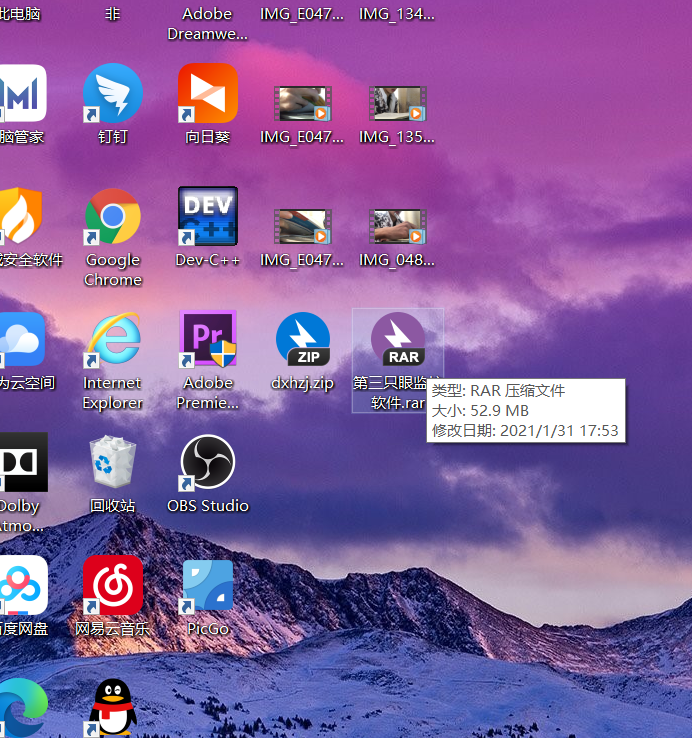 此电脑
非
Adobe
Dreamwe...
IMG_E047...
IMG_134...
脑管家
钉钉
向日葵
IMG_E047...
IMG_135...
安全软件
Google
Chrome
DEV
C++
Dev-C++
IMG_E047...
IMG_048...
为云空间
Internet
Explorer
Pr
Adobe
Premie...
ZIP
dxhzj.zip
RAR
第三只眼监
软件.rar
类型: RAR 压缩文件
大小: 52.9 MB
修改日期: 2021/1/31 17:53
Dolby
Atmo...
回收站
OBS Studio
百度网盘
网易云音乐
PicGo